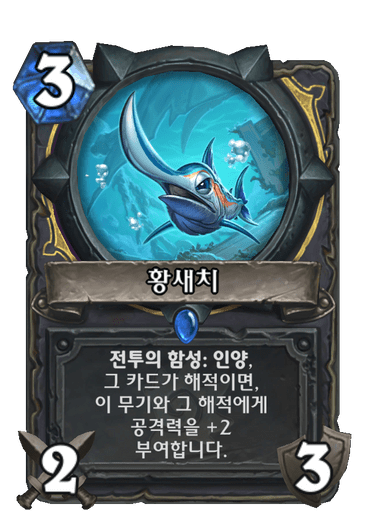 3
황새치
전투의 함성: 인양,
그 카드가 해적이면,
이 무기와 그 해적에게
공격력을 +2
부여합니다.
2
3